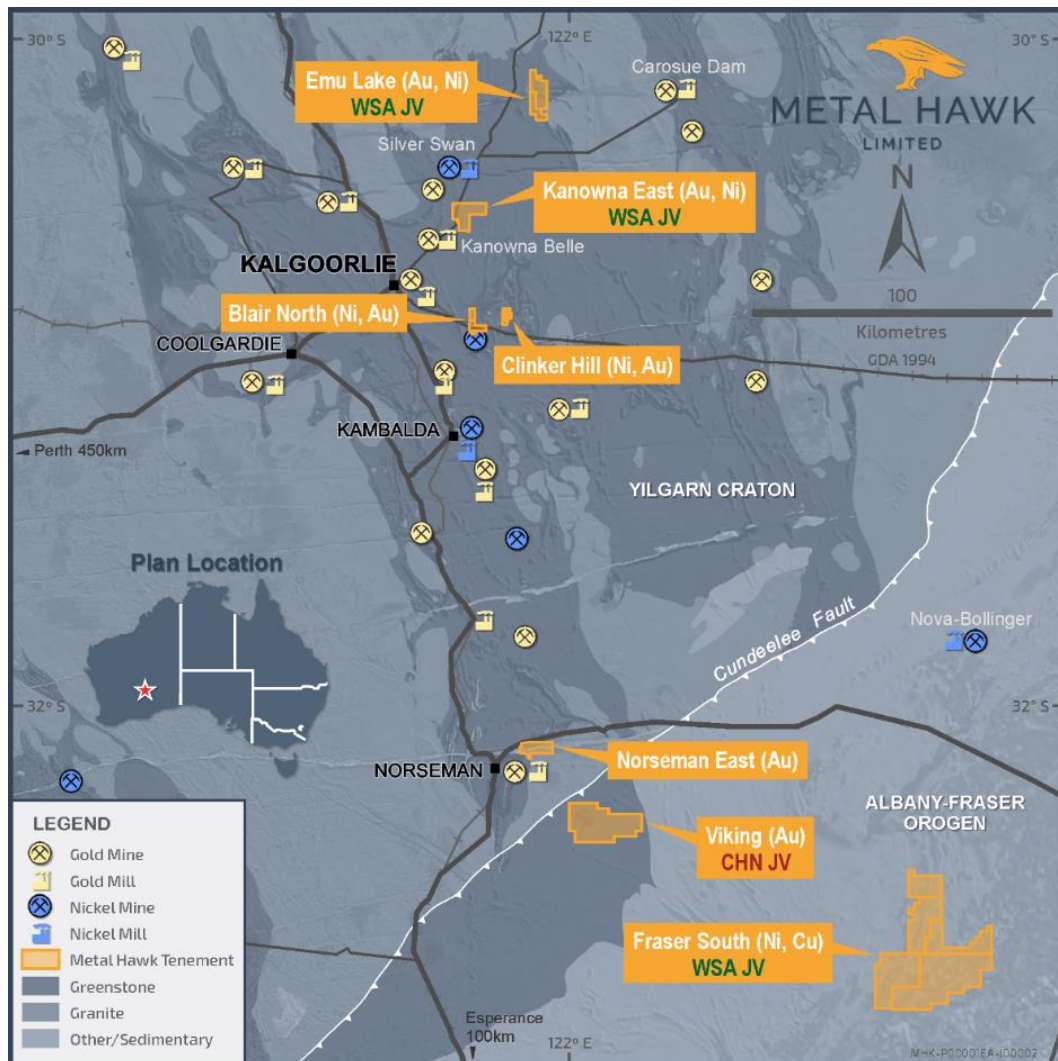 30° S
122° E
30° S
Emu Lake (Au, Ni)
WSA JV
Carosue Dam
METAL HAWK
LIMITED
N
Silver Swan
Kanowna East (Au, Ni)
WSA JV
Kanowna Belle
KALGOORLIE
100
Kilometres
GDA 1994
Blair North (Ni, Au)
COOLGARDIE
Clinker Hill (Ni, Au)
KAMBALDA
Perth 450km
YILGARN CRATON
Plan Location
Cundeelee Fault
Nova-Bollinger
32° S
32° S
NORSEMAN
Norseman East (Au)
ALBANY-FRASER
OROGEN
Viking (Au)
CHN JV
Fraser South (Ni, Cu)
WSA JV
LEGEND
Gold Mine
Gold Mill
Nickel Mine
Nickel Mill
Metal Hawk Tenement
Greenstone
Granite
Other/Sedimentary
Esperance
100km
122° E